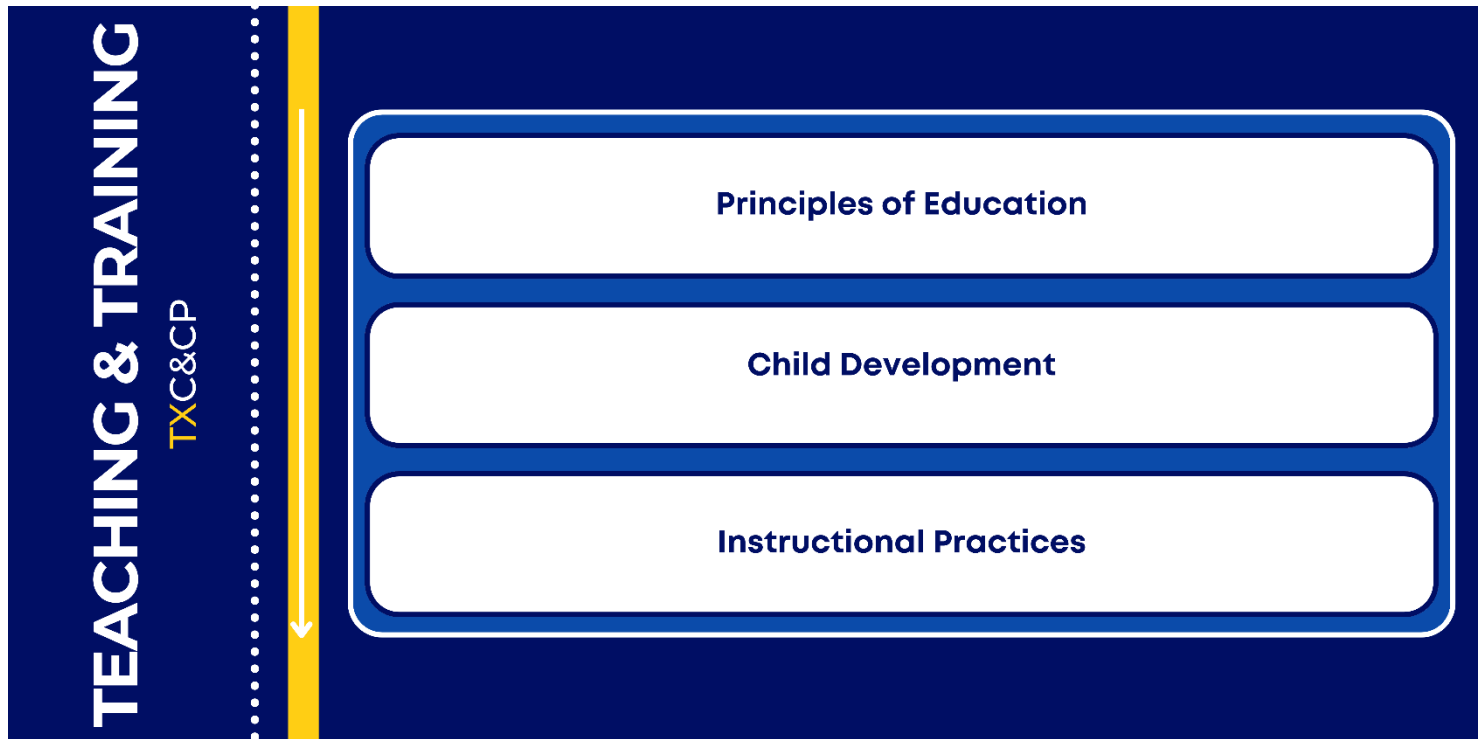 TEACHING & TRAINING
TXC&CP
Principles of Education
Child Development
Instructional Practices